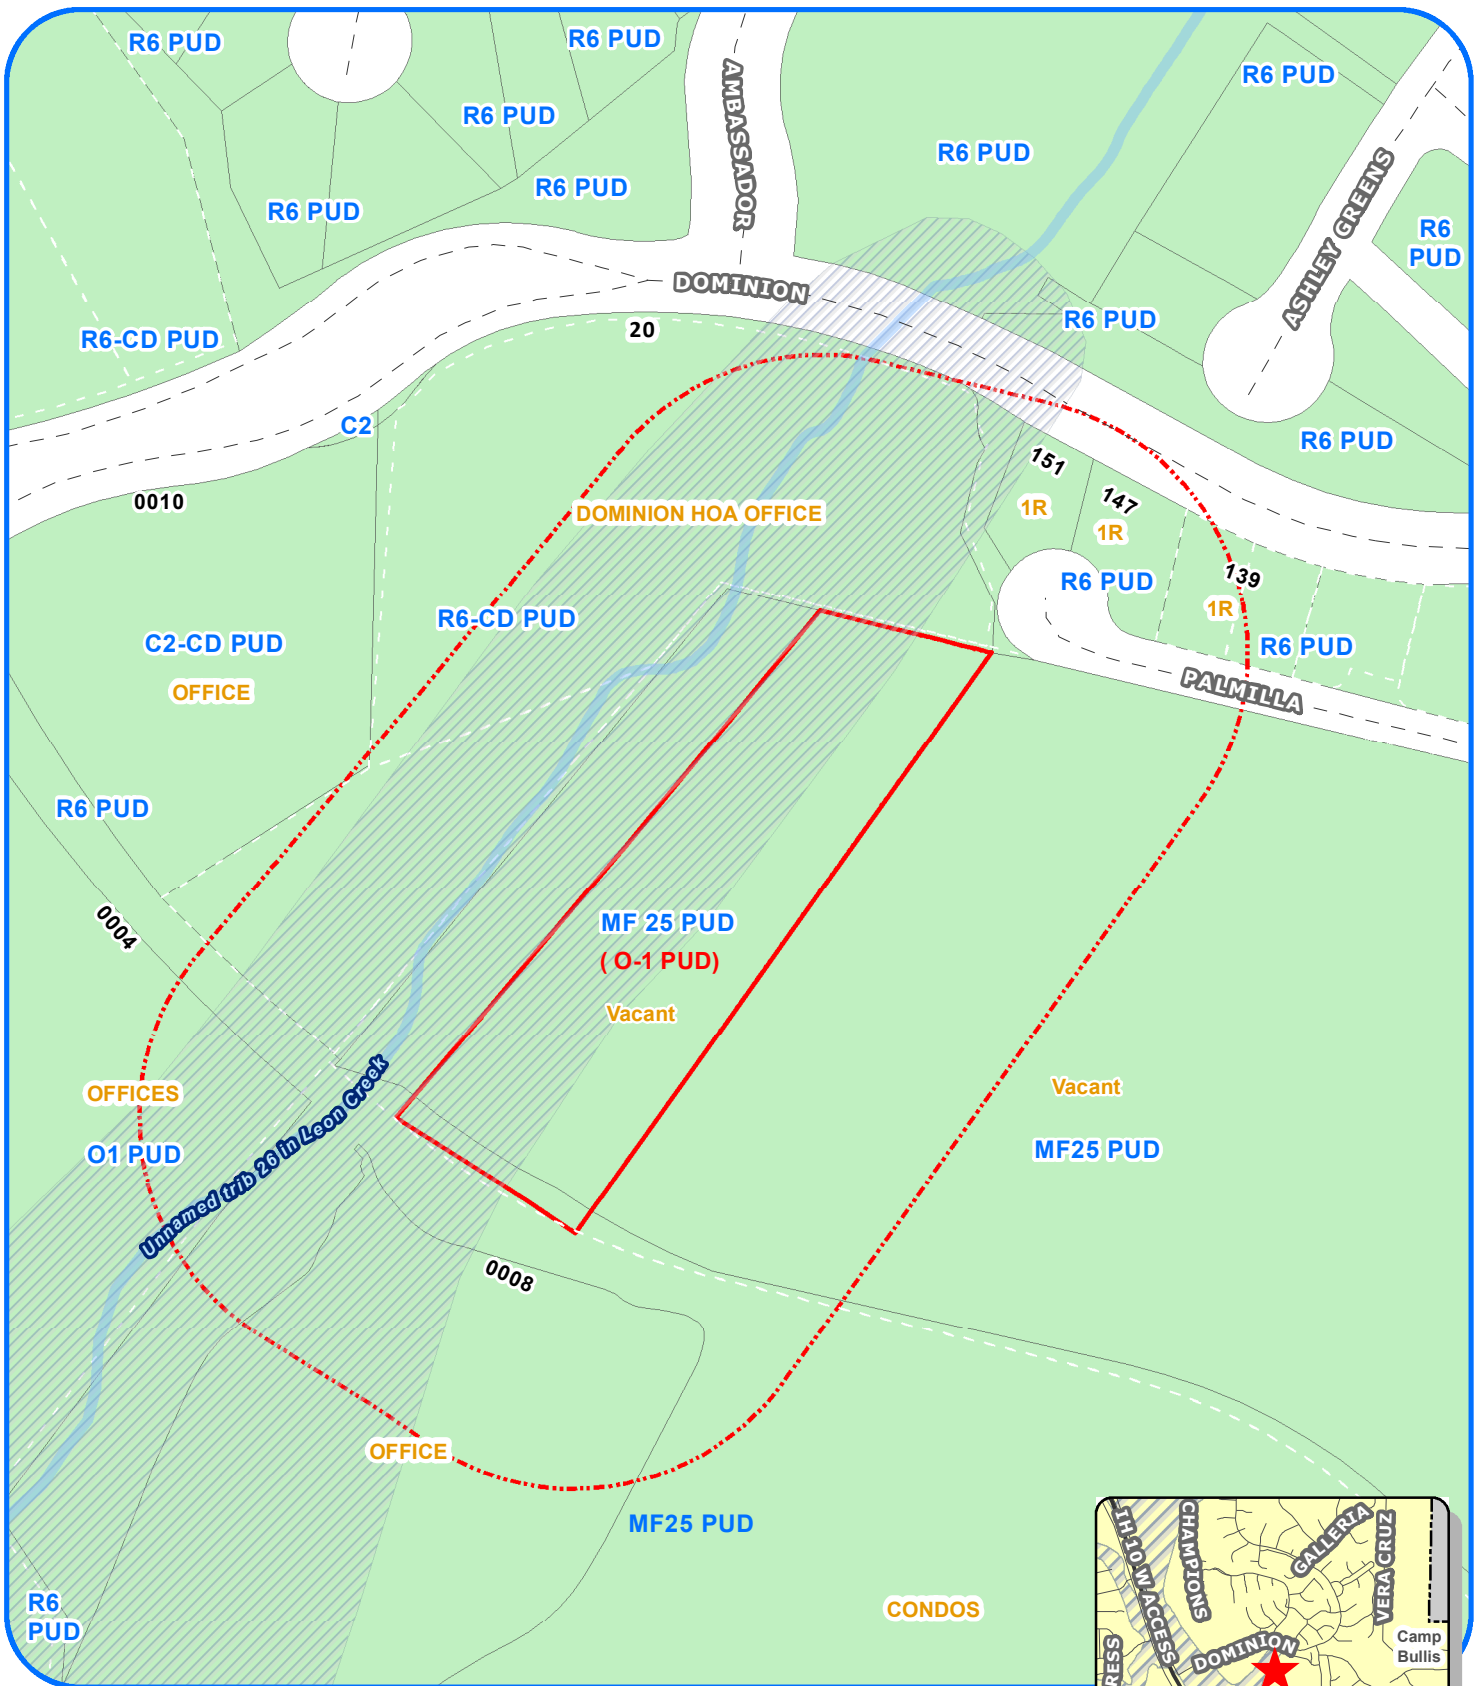 R6 PUD
R6 PUD
R6 PUD
R6 PUD
R6 PUD
R6 PUD
R6 PUD
AMBASSADOR
ASHLEY GREENS
R6
PUD
DOMINION
20
R6 PUD
R6-CD PUD
C2
R6 PUD
0010
151
147
1R
1R
DOMINION HOA OFFICE
139
R6 PUD
1R
R6-CD PUD
C2-CD PUD
R6 PUD
OFFICE
PALMILLA
R6 PUD
0004
MF 25 PUD
( O-1 PUD)
Vacant
OFFICES
Vacant
O1 PUD
MF25 PUD
Unnamed trib 26 in Leon Creek
0008
OFFICE
MF25 PUD
R6
PUD
CONDOS
IH 10 W ACCESS
CHAMPIONS
GALLERIA
VERA CRUZ
Camp
Bullis
DOMINION
RESS